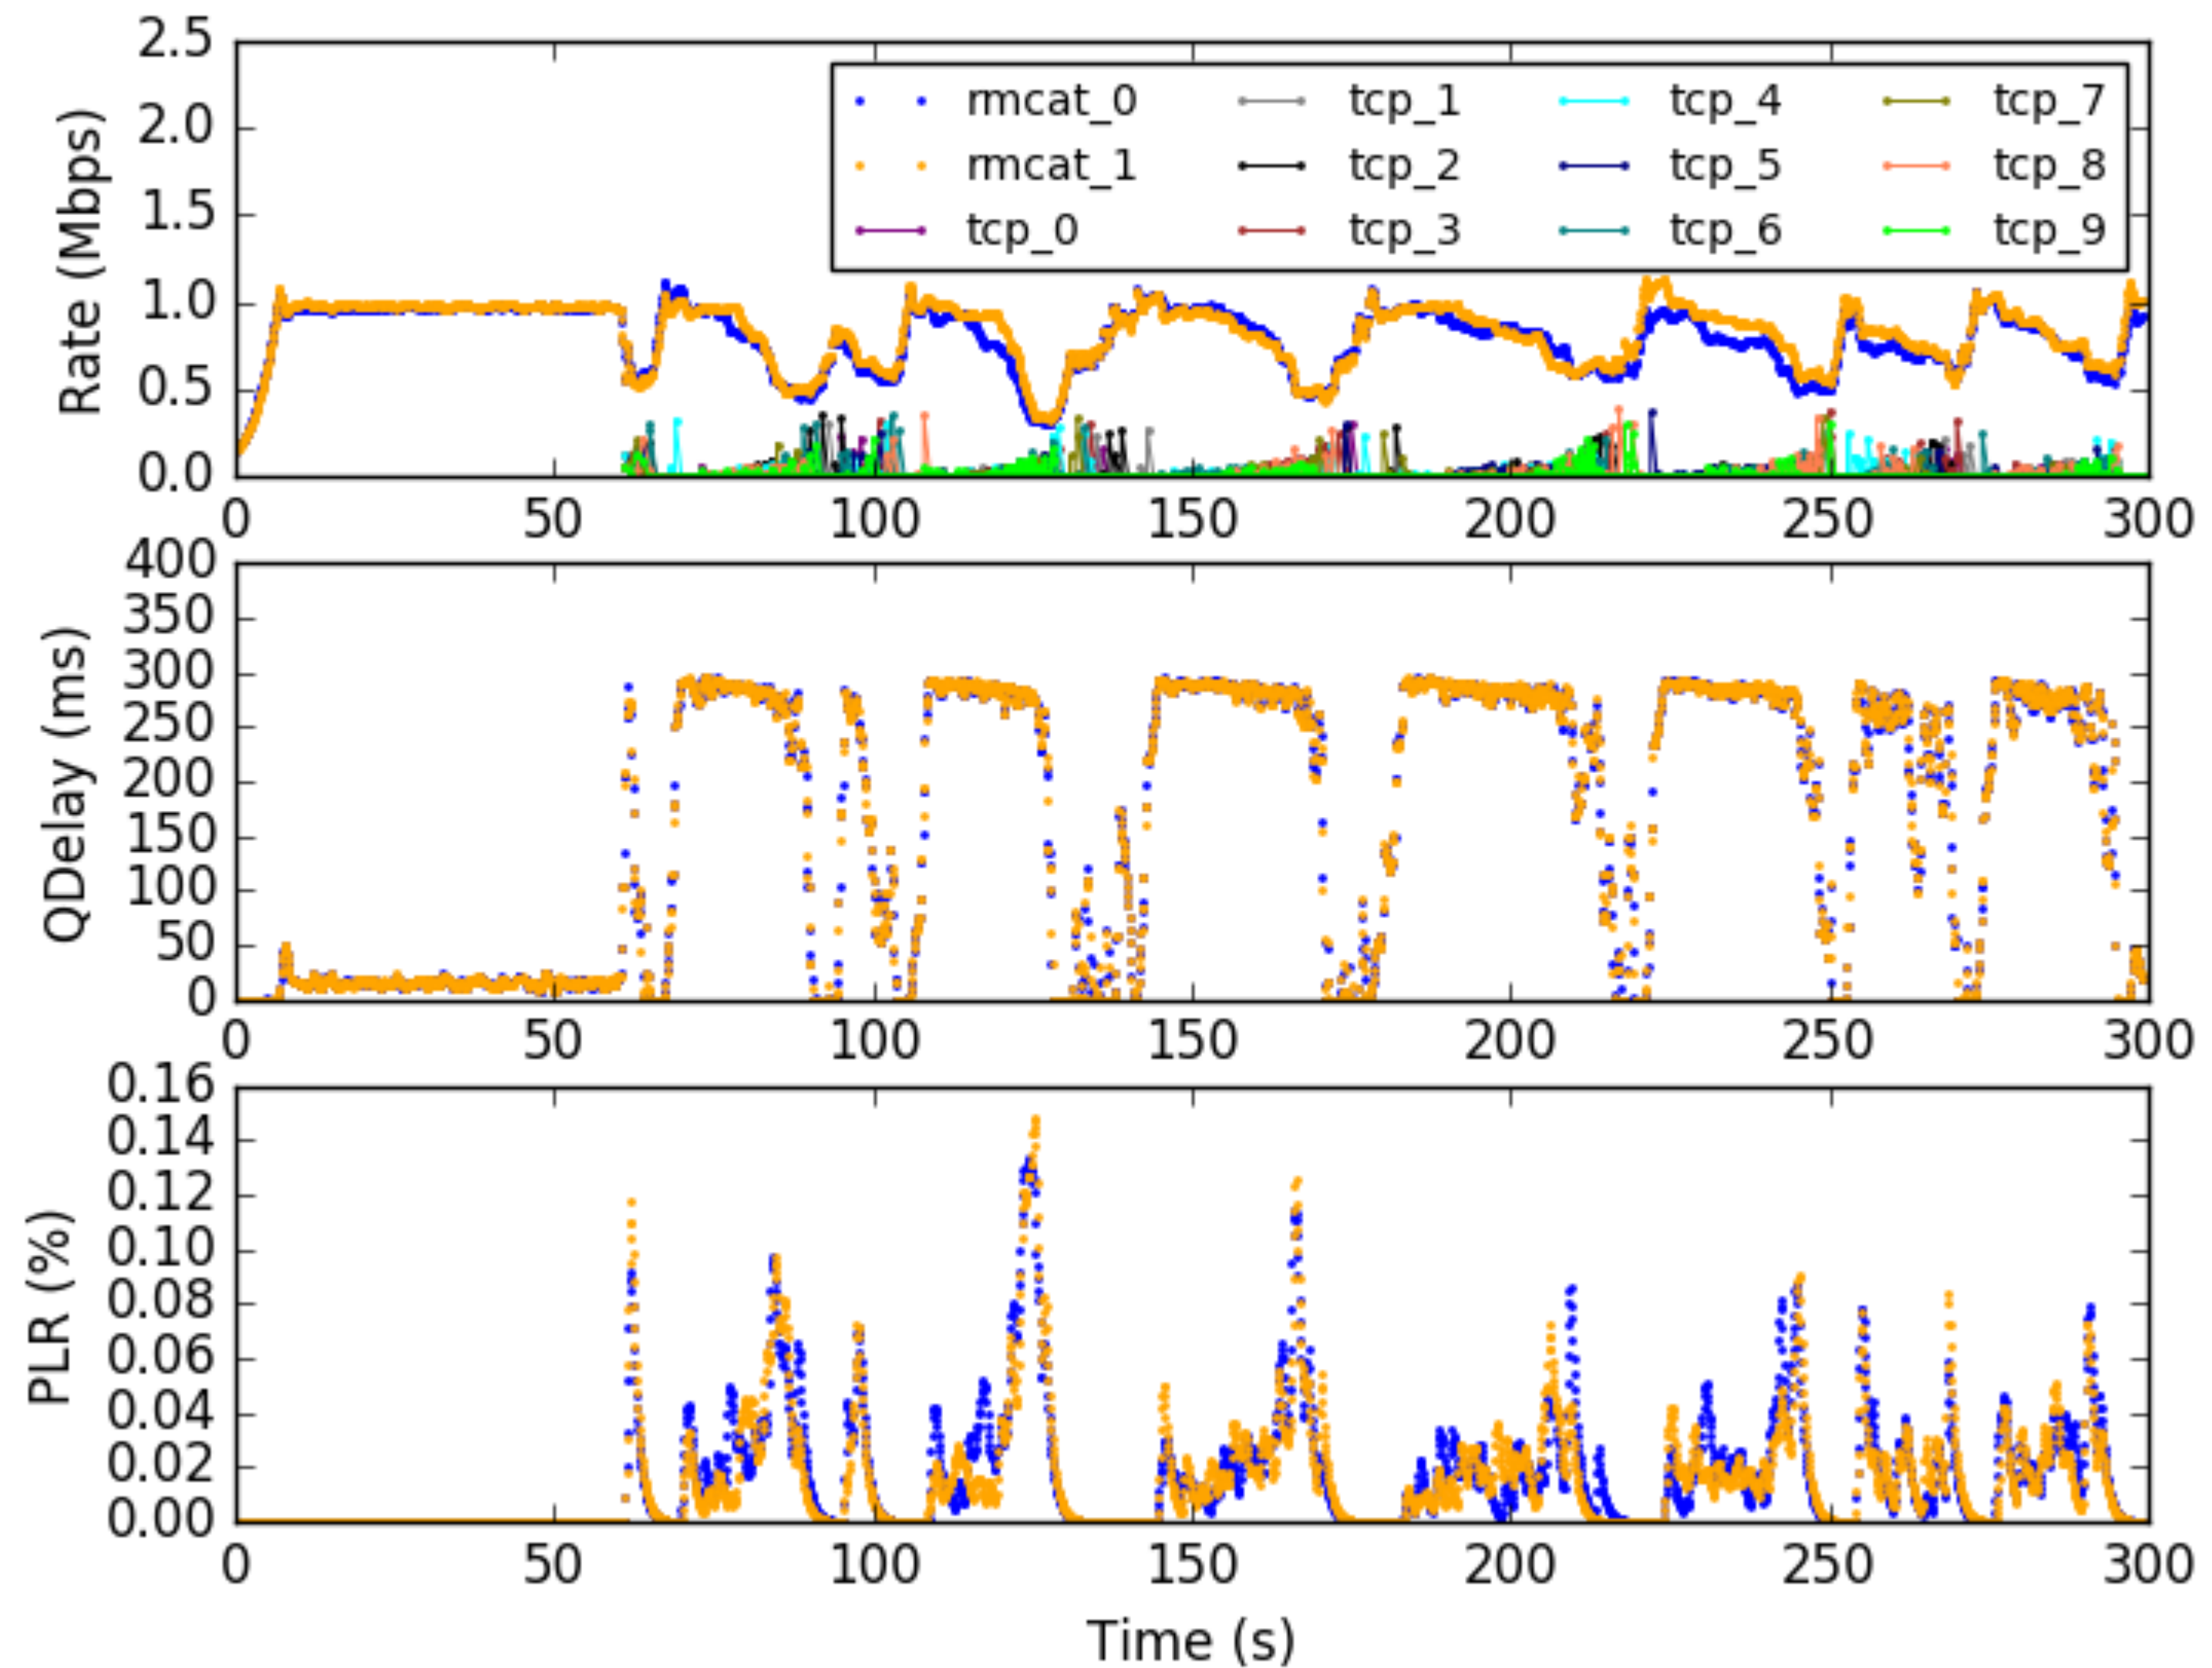 2.5
2.0
1.5
1.0
0.5
0.0
Rate (Mbps)
rmcat_0 tcp_1 tcp_4 tcp_7
rmcat_1 tcp_2 tcp_5 tcp_8
tcp_0 tcp_3 tcp_6 tcp_9
0 50 100 150 200 250 300
400
350
300
250
200
150
100
50
0
QDelay (ms)
0 50 100 150 200 250 300
0.16
0.14
0.12
0.10
0.08
0.06
0.04
0.02
0.00
PLR (%)
0 50 100 150 200 250 300
Time (s)